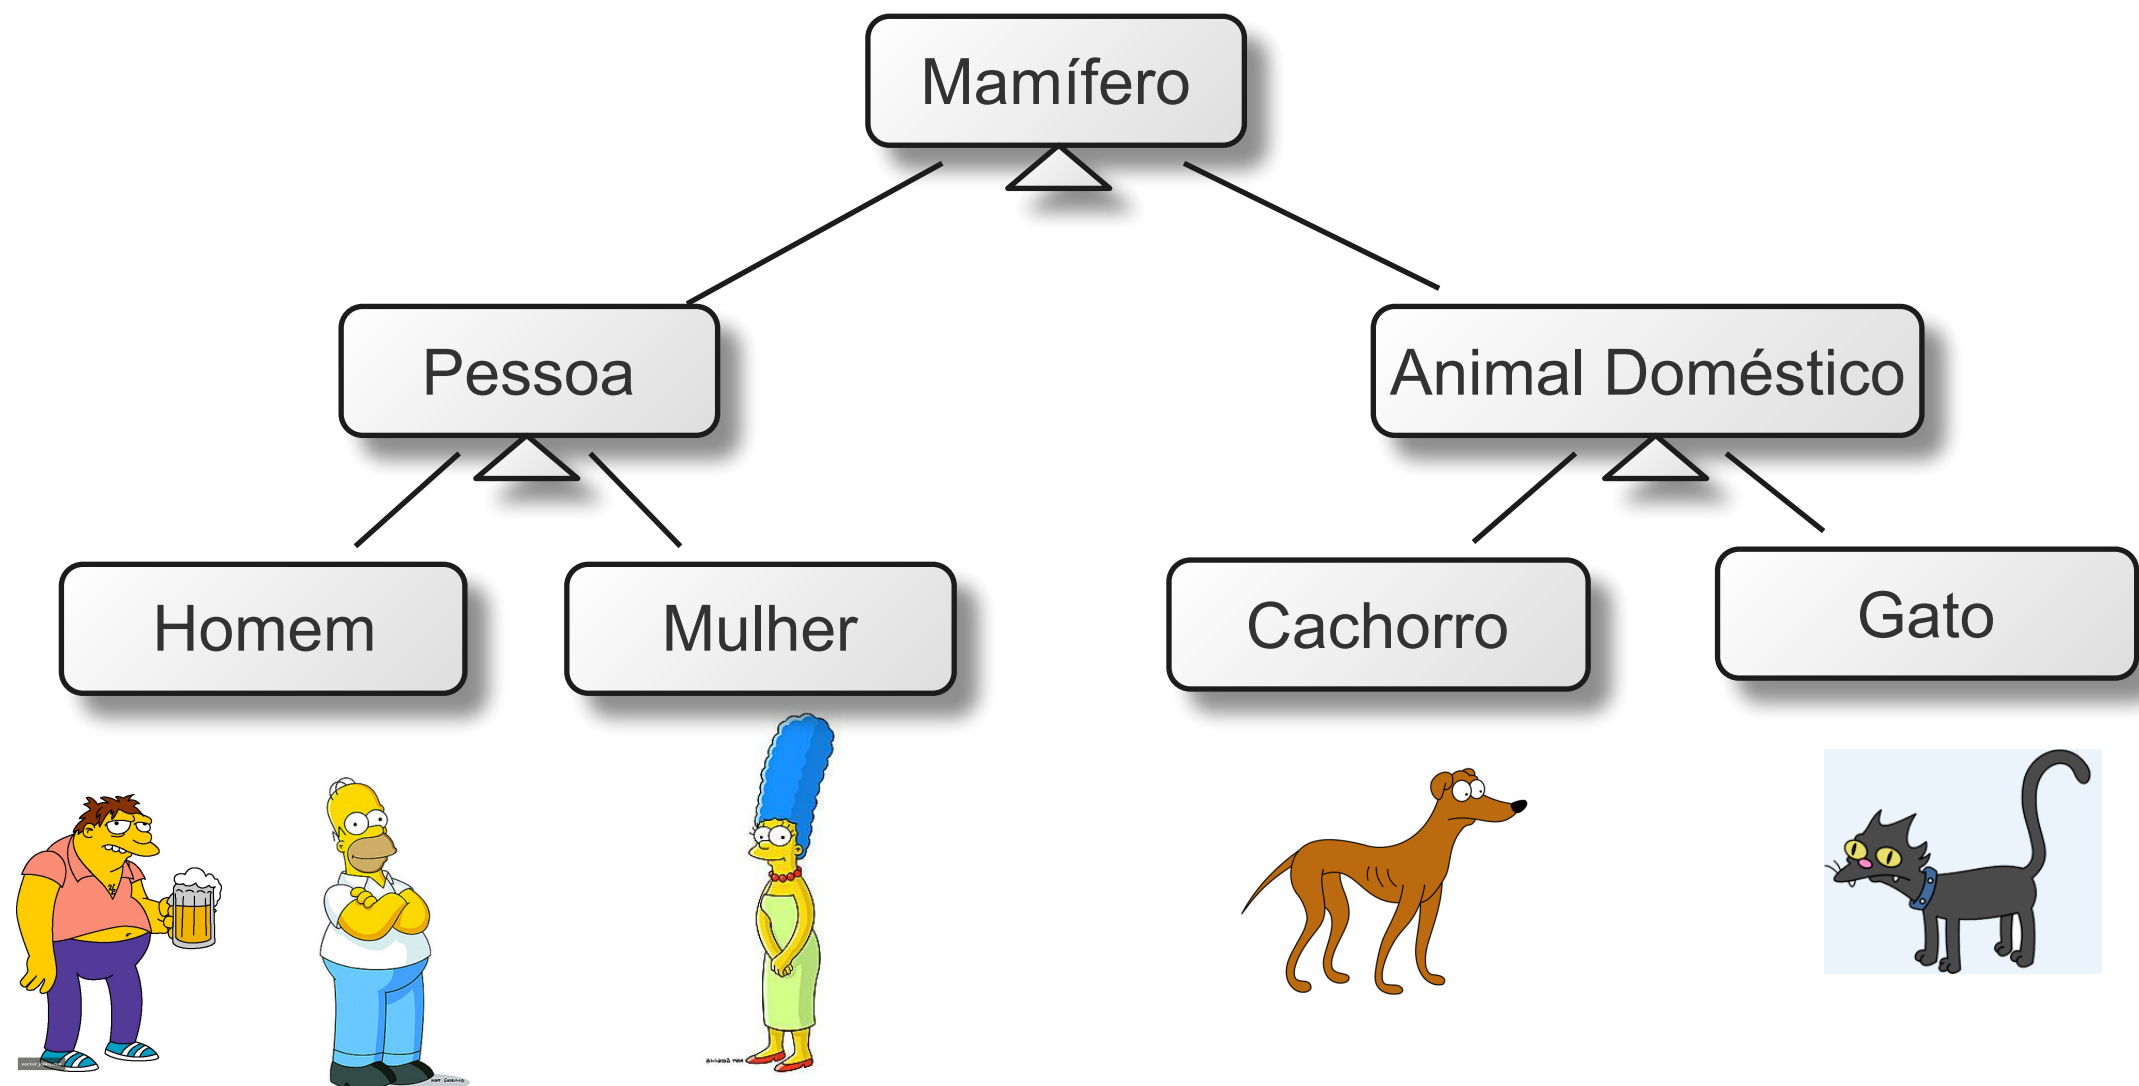 Mamífero
Pessoa
Animal Doméstico
Homem
Mulher
Cachorro
Gato